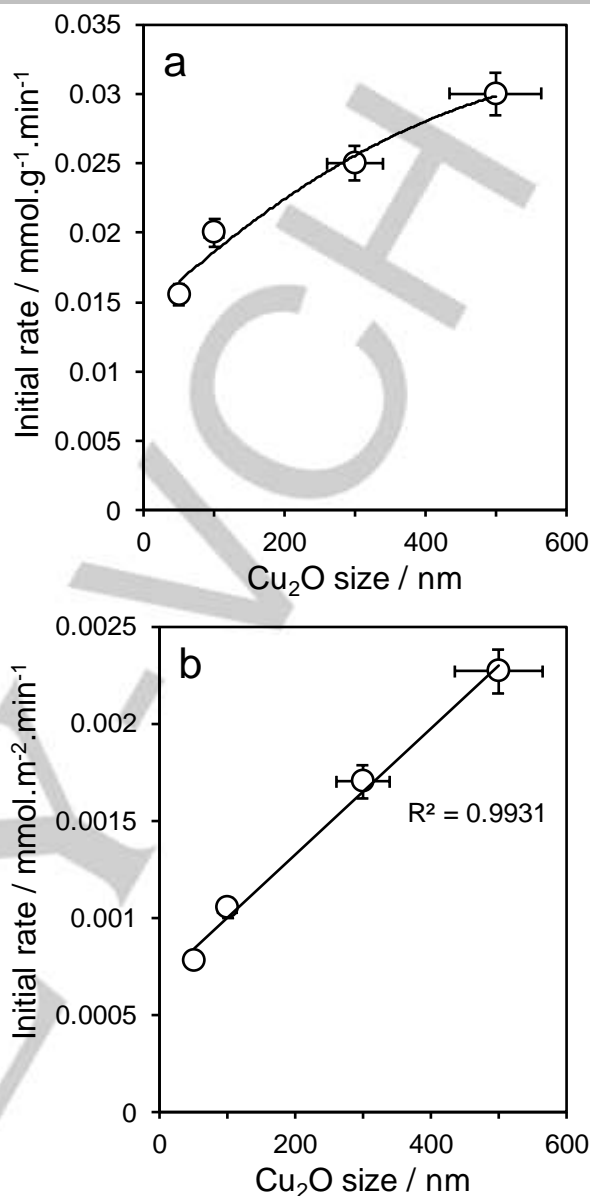 a
0.035
0.03
0.025
0.02
0.015
0.01
0.005
0
Initial rate / mmol.g⁻¹.min⁻¹
0 200 400 600
Cu₂O size / nm
b
0.0025
0.002
0.0015
0.001
0.0005
0
Initial rate / mmol.m⁻².min⁻¹
R² = 0.9931
0 200 400 600
Cu₂O size / nm
Y-VCH